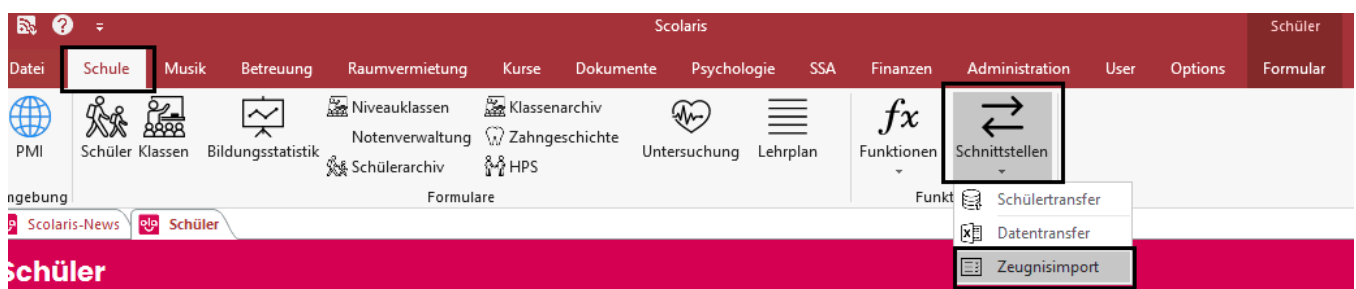 Scolaris
Schüler
Datei Schule Musik Betreuung Raumvermietung Kurse Dokumente Psychologie SSA Finanzen Administration User Options Formular
Niveauklassen Klassenarchiv
Notenverwaltung Zahngeschichte
PMI Schüler Klassen Bildungsstatistik Untersuchung Lehrplan Funktionen Schnittstellen
Schülerarchiv HPS
ngebung Formulare Funkt
Schülertransfer
Scolaris-News Schüler
Datentransfer
Schüler
Zeugnisimport